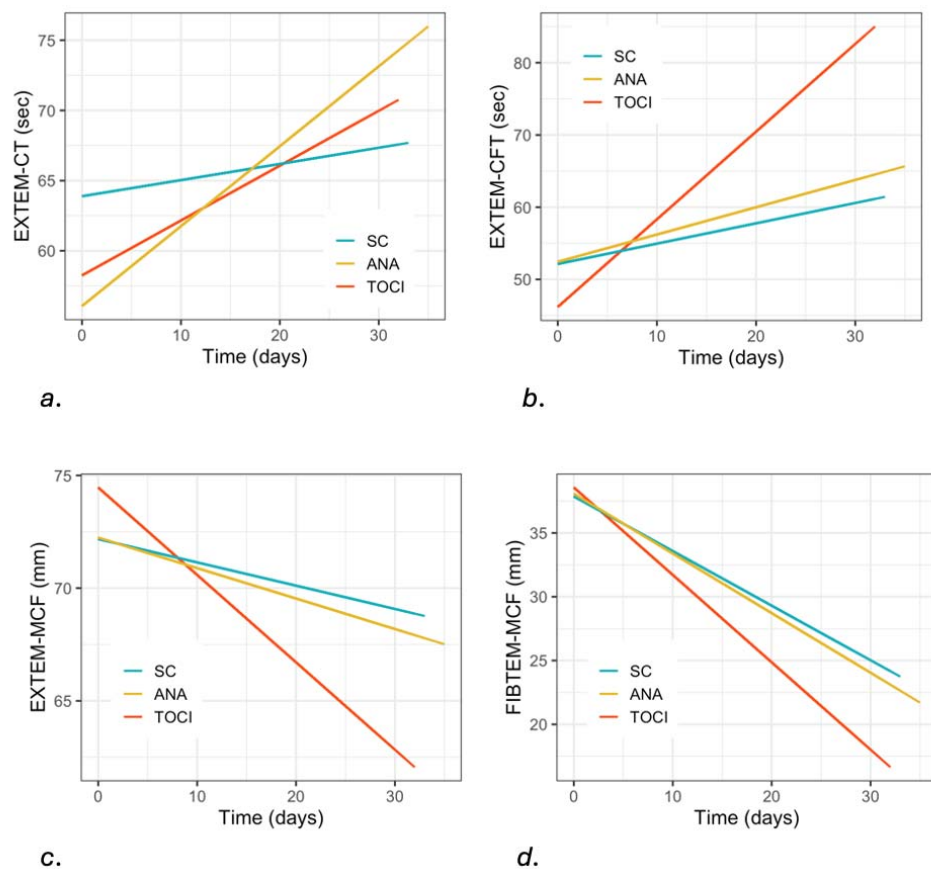 EXTEM-CT (sec)
75
70
65
60
SC
ANA
TOCI
0 10 20 30
Time (days)
a.
EXTEM-CFT (sec)
80
70
60
50
SC
ANA
TOCI
0 10 20 30
Time (days)
b.
EXTEM-MCF (mm)
75
70
65
SC
ANA
TOCI
0 10 20 30
Time (days)
c.
FIBTEM-MCF (mm)
35
30
25
20
SC
ANA
TOCI
0 10 20 30
Time (days)
d.